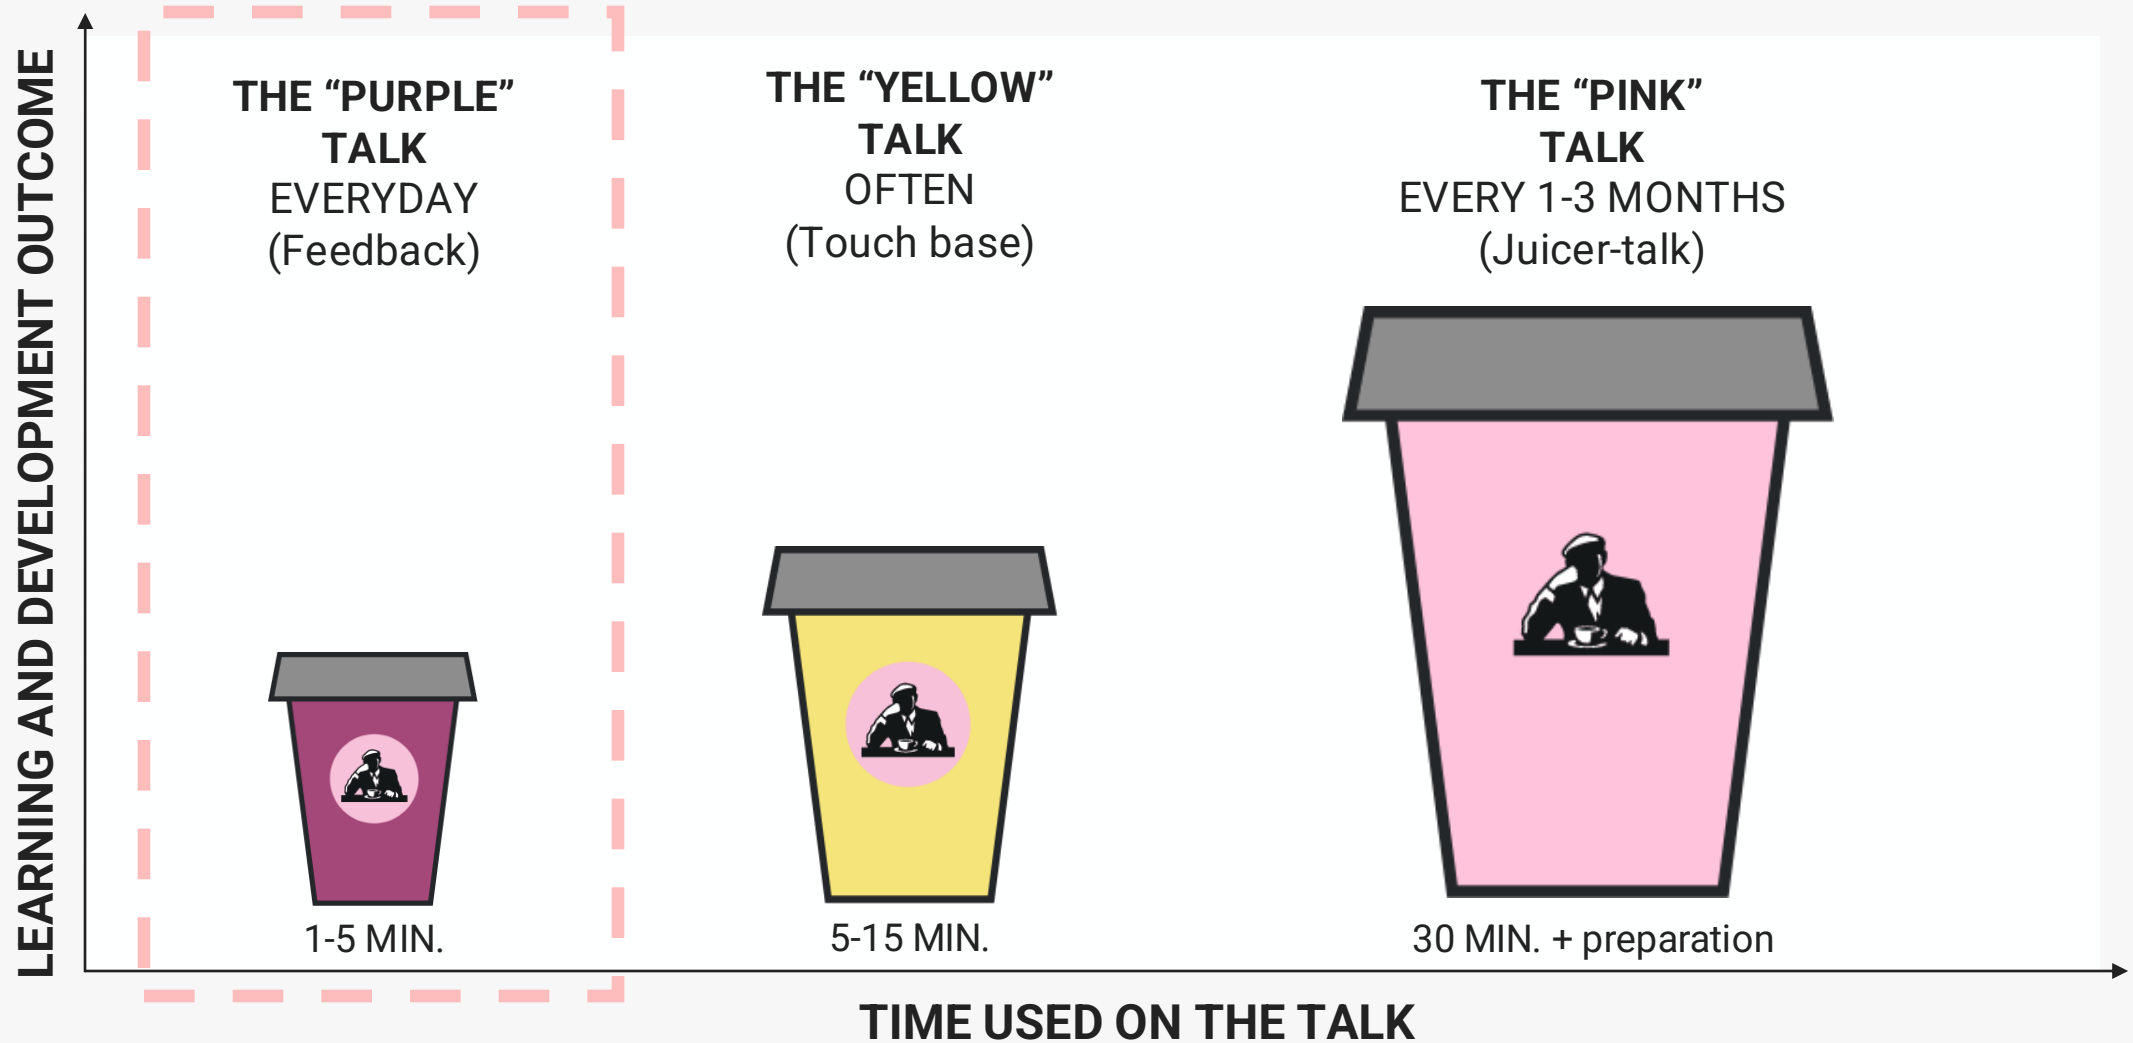 LEARNING AND DEVELOPMENT OUTCOME
THE “PURPLE”
TALK
EVERYDAY
(Feedback)
1-5 MIN.
THE “YELLOW”
TALK
OFTEN
(Touch base)
5-15 MIN.
THE “PINK”
TALK
EVERY 1-3 MONTHS
(Juicer-talk)
30 MIN. + preparation
TIME USED ON THE TALK